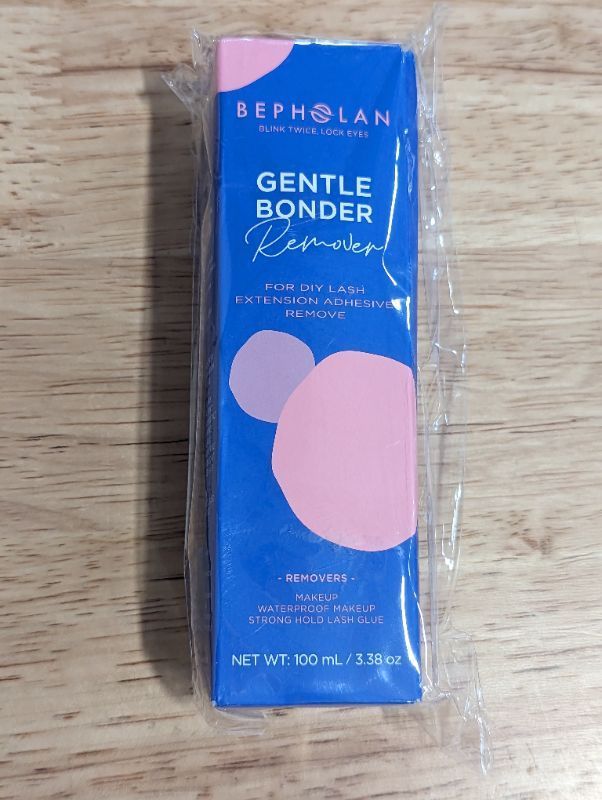 BEPHOLAN
BLINK TWICE, LOCK EYES
GENTLE
BONDER
Remover
FOR DIY LASH
EXTENSION ADHESIVE
REMOVE
- REMOVERS -
MAKEUP
WATERPROOF MAKEUP
STRONG HOLD LASH GLUE
NET WT: 100 mL / 3.38 oz